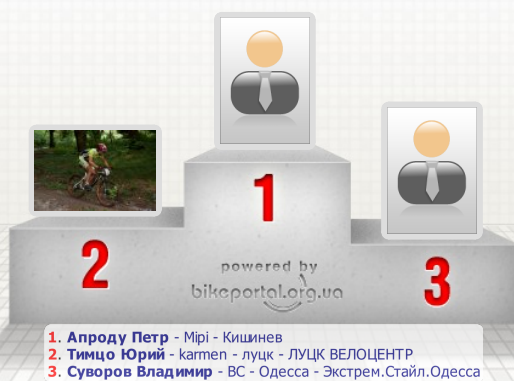 1
2
3
powered by
bikeportal.org.ua
1. Апроду Петр - Мірі - Кишинев
2. Тимцо Юрий - karmen - луцк - ЛУЦК ВЕЛОЦЕНТР
3. Суворов Владимир - ВС - Одесса - Экстрем.Стайл.Одесса